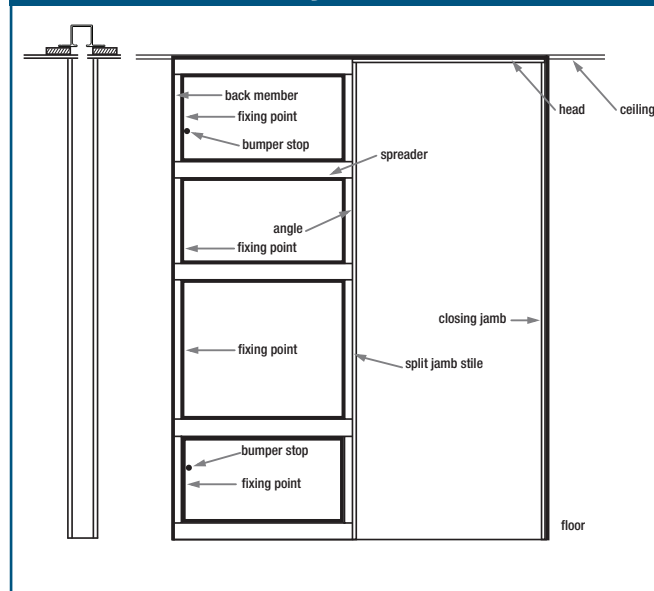 back member
fixing point
bumper stop
head
ceiling
spreader
angle
fixing point
closing jamb
fixing point
split jamb stile
bumper stop
fixing point
floor